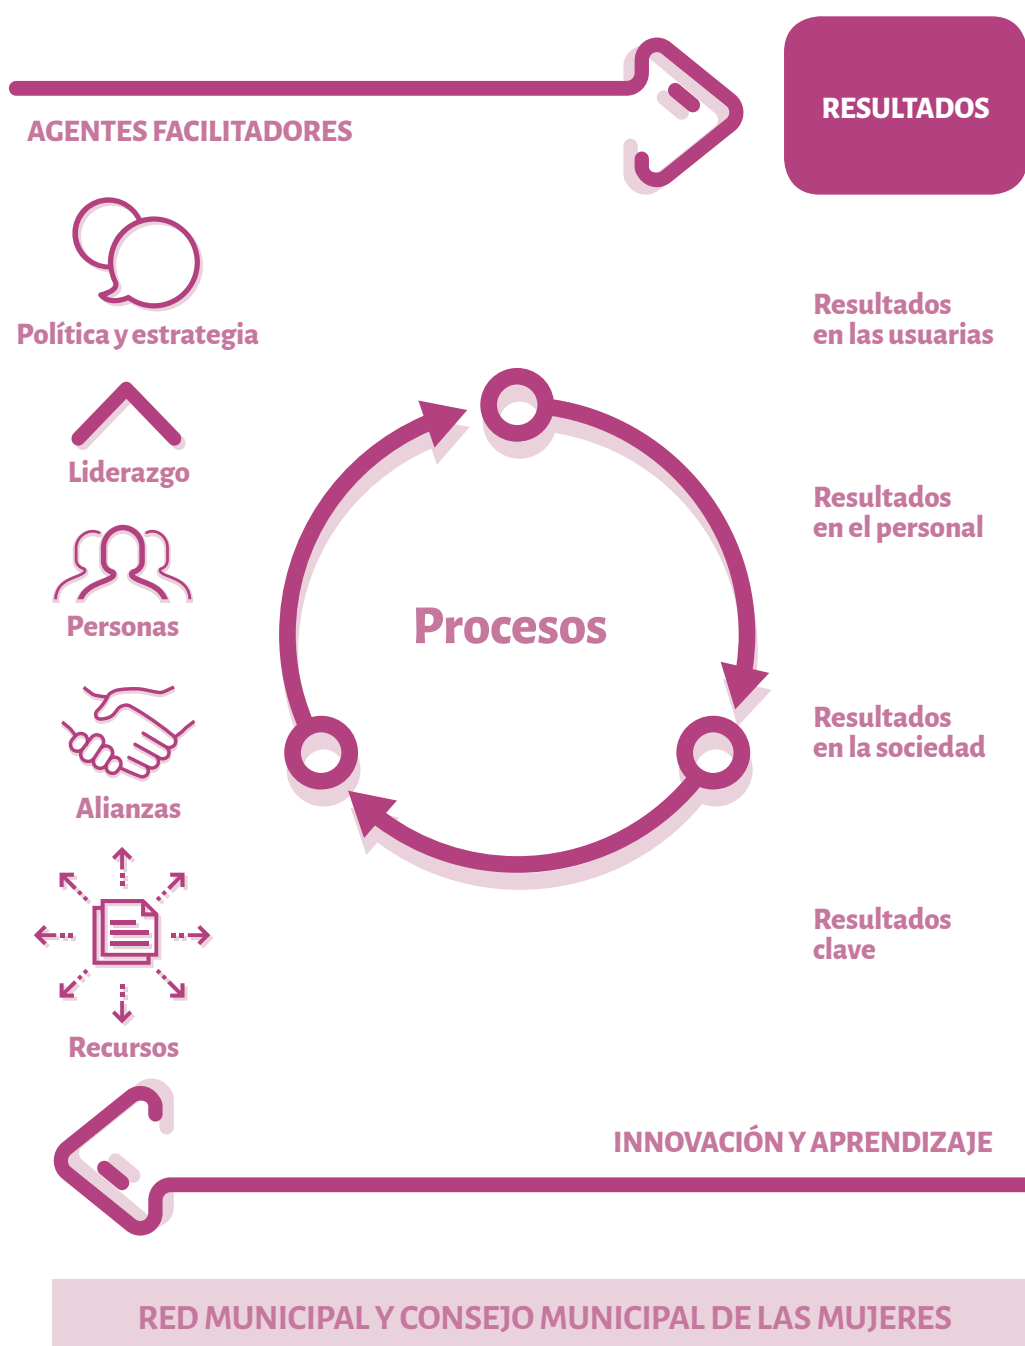 AGENTES FACILITADORES
RESULTADOS
Política y estrategia
Liderazgo
Personas
Alianzas
Recursos
Procesos
Resultados
en las usuarias
Resultados
en el personal
Resultados
en la sociedad
Resultados
clave
INNOVACIÓN Y APRENDIZAJE
RED MUNICIPAL Y CONSEJO MUNICIPAL DE LAS MUJERES